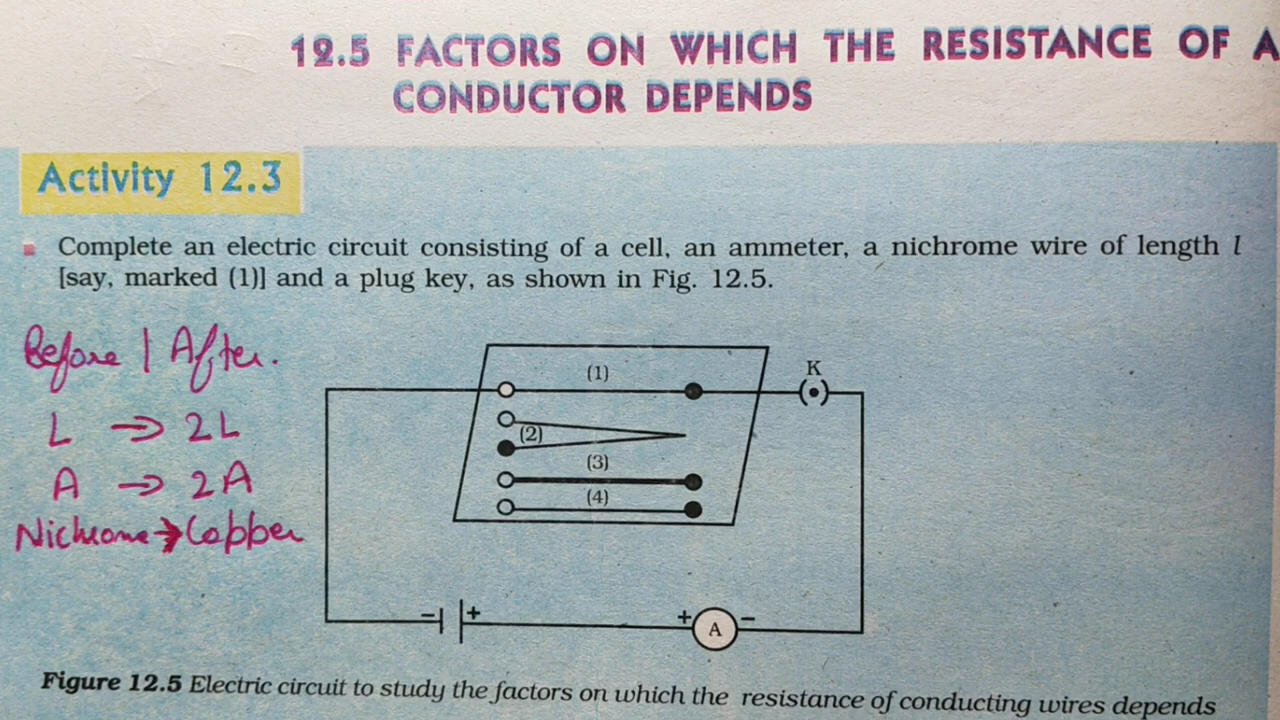 12.5 FACTORS ON WHICH THE RESISTANCE OF A
CONDUCTOR DEPENDS
Activity 12.3
Complete an electric circuit consisting of a cell, an ammeter, a nichrome wire of length l
[say, marked (1)] and a plug key, as shown in Fig. 12.5.
Before | After.
L → 2L
A → 2A
Nichrome → Copper
K
(1)
(2)
(3)
(4)
− +
+ A −
Figure 12.5 Electric circuit to study the factors on which the resistance of conducting wires depends